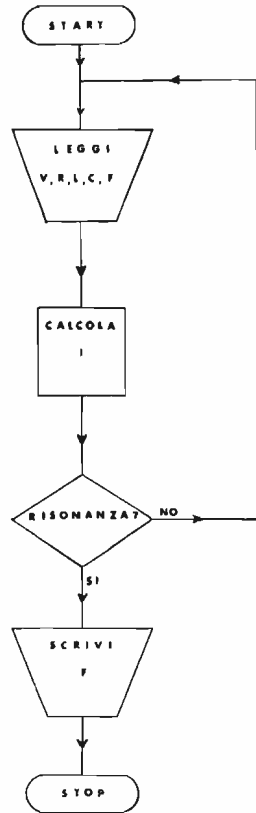 START
LEGGI
V, R, L, C, F
CALCOLA
I
RISONANZA?
NO
SI
SCRIVI
F
STOP